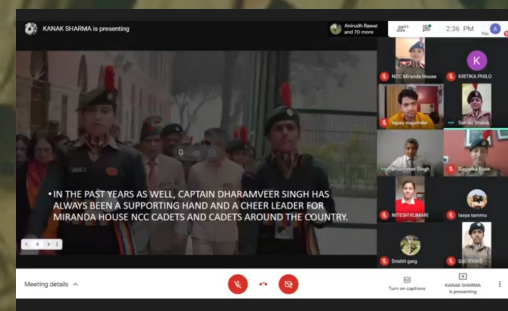 KANAK SHARMA is presenting
Anirudh Rawat
and 70 more
2:36 PM
You
A
NCC Miranda House
K
KRITIKA PHILO
•IN THE PAST YEARS AS WELL, CAPTAIN DHARAMVEER SINGH HAS
ALWAYS BEEN A SUPPORTING HAND AND A CHEER LEADER FOR
MIRANDA HOUSE NCC CADETS AND CADETS AROUND THE COUNTRY.
NITESH KUMARI
lasya tammu
Drishti garg
Meeting details
Turn on captions
KANAK SHARMA
is presenting